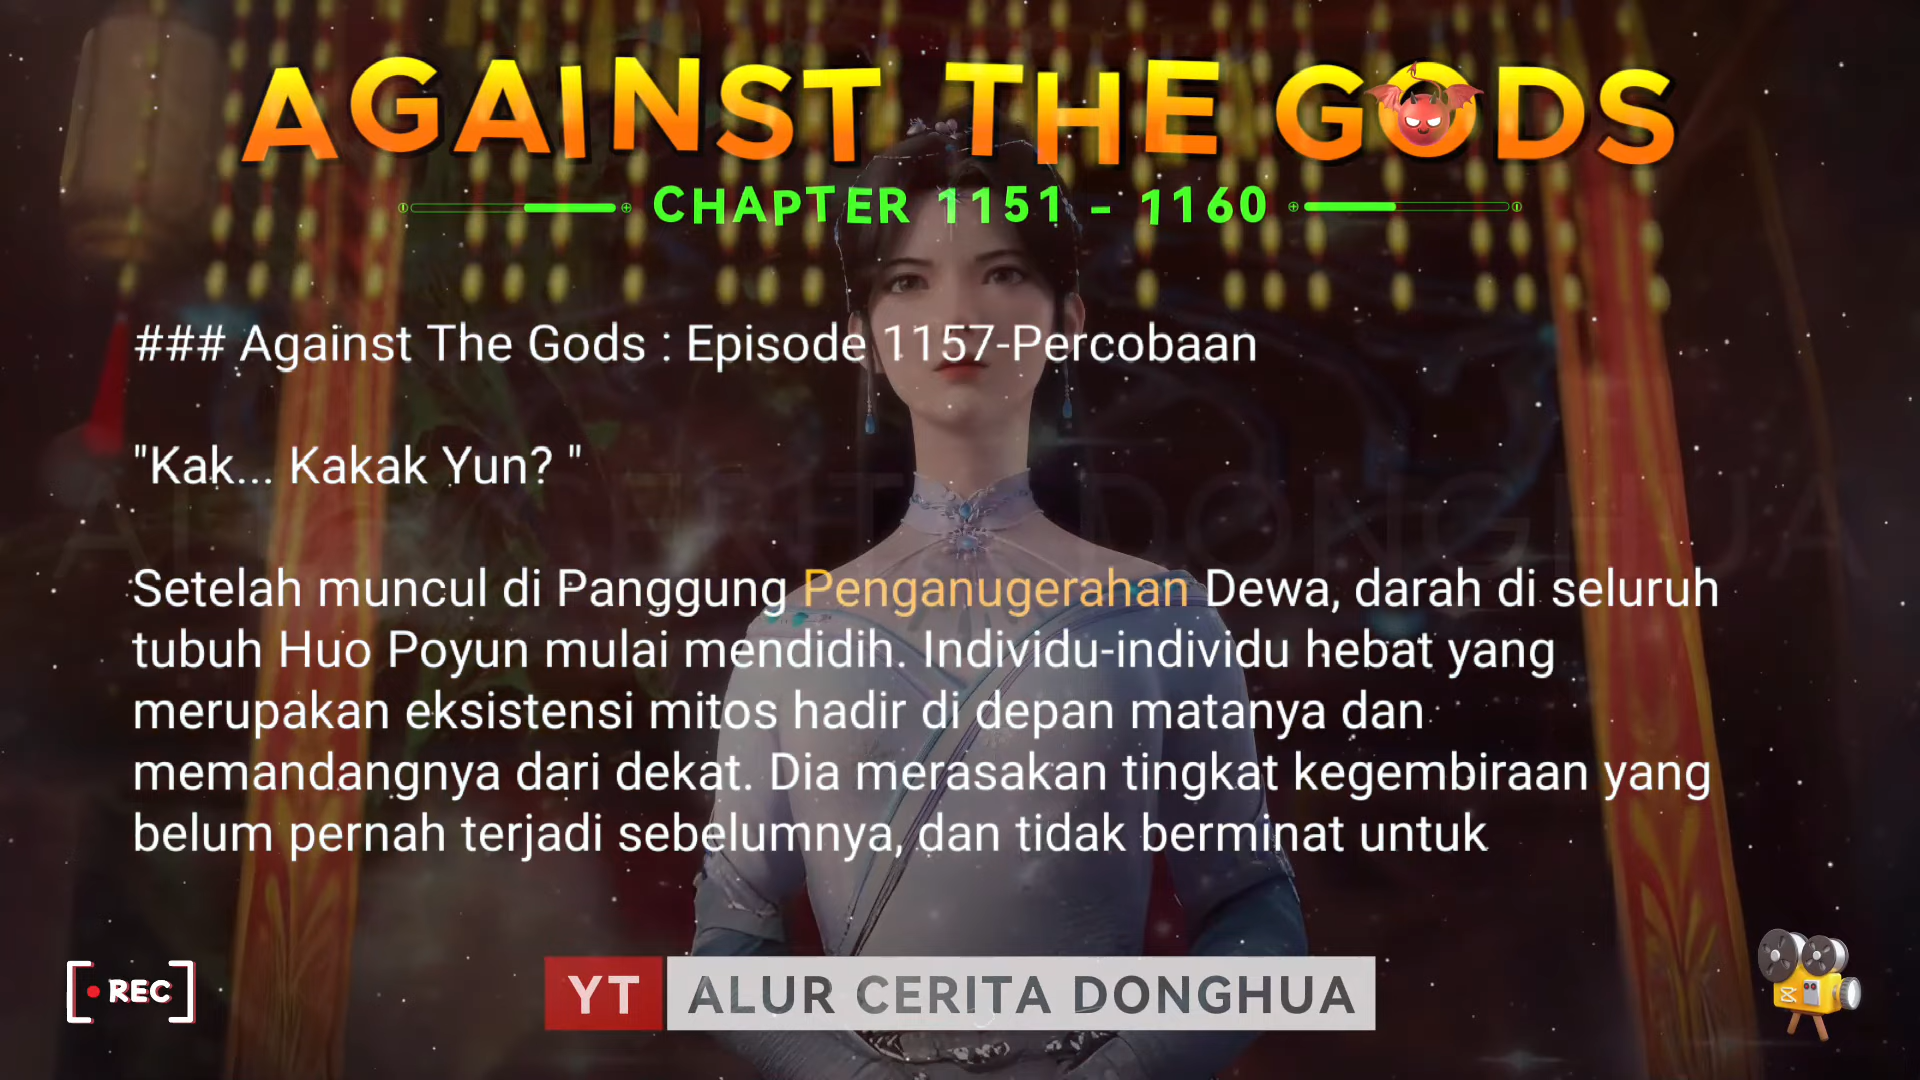 AGAINST THE GODS
CHAPTER 1151 - 1160
### Against The Gods : Episode 1157-Percobaan
"Kak... Kakak Yun? "
Setelah muncul di Panggung Penganugerahan Dewa, darah di seluruh
tubuh Huo Poyun mulai mendidih. Individu-individu hebat yang
merupakan eksistensi mitos hadir di depan matanya dan
memandangnya dari dekat. Dia merasakan tingkat kegembiraan yang
belum pernah terjadi sebelumnya, dan tidak berminat untuk
ALUR CERITA DONGHUA
REC
YT ALUR CERITA DONGHUA